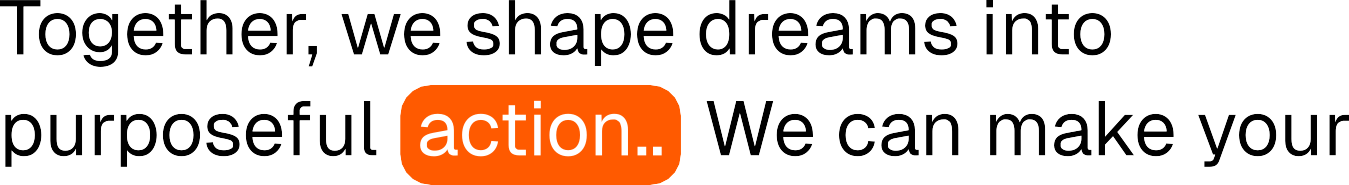 Together, we shape dreams into
purposeful action.. We can make your